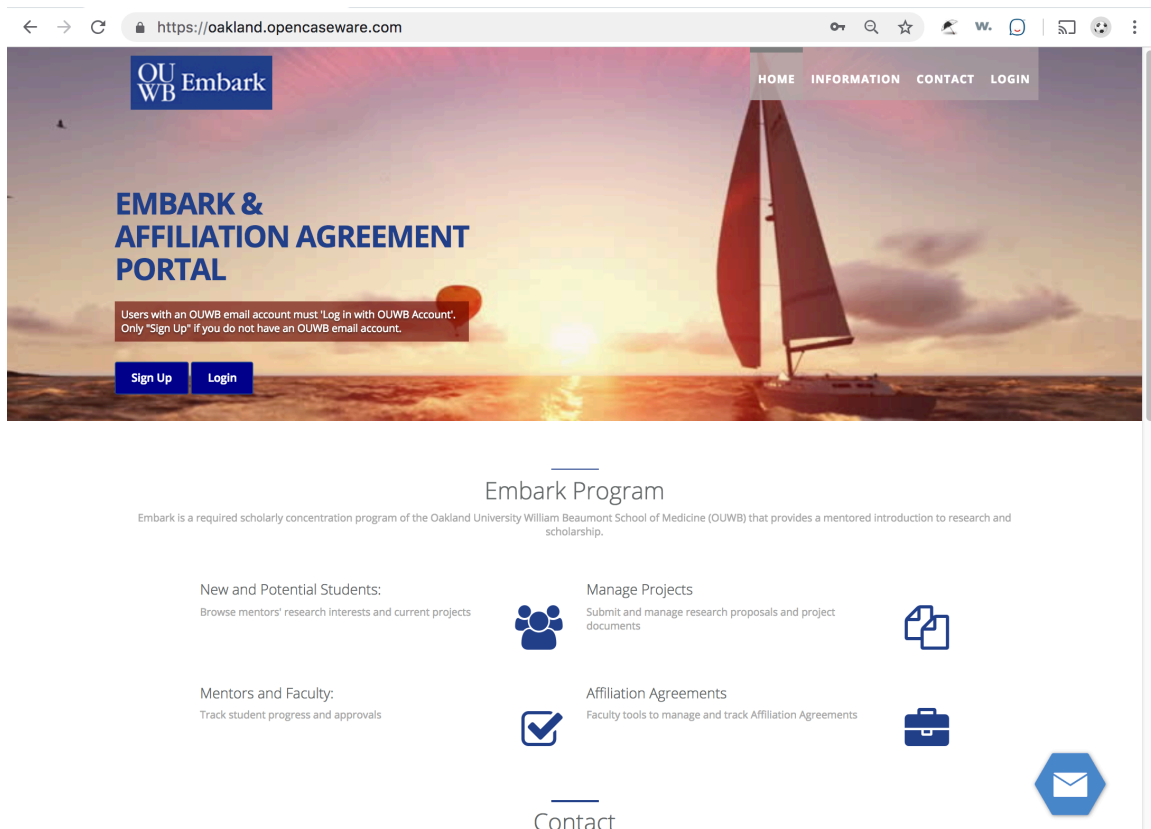 https://oakland.opencaseware.com
w.
OU
WB Embark
HOME INFORMATION CONTACT LOGIN
EMBARK &
AFFILIATION AGREEMENT
PORTAL
Users with an OUWB email account must 'Log in with OUWB Account'.
Only "Sign Up" if you do not have an OUWB email account.
Sign Up Login
Embark Program
Embark is a required scholarly concentration program of the Oakland University William Beaumont School of Medicine (OUWB) that provides a mentored introduction to research and
scholarship.
New and Potential Students:
Browse mentors' research interests and current projects
Manage Projects
Submit and manage research proposals and project
documents
Mentors and Faculty:
Track student progress and approvals
Affiliation Agreements
Faculty tools to manage and track Affiliation Agreements
Contact